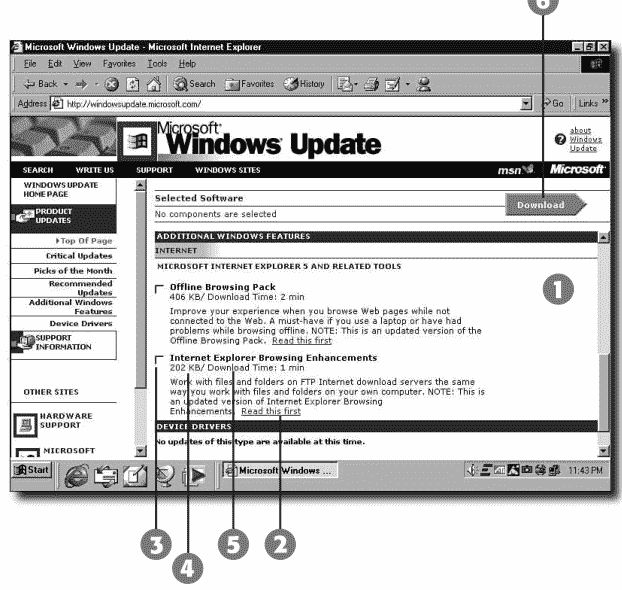 6
Microsoft Windows Update - Microsoft Internet Explorer
File Edit View Favorites Tools Help
Back Search Favorites History
Address http://windowsupdate.microsoft.com/ Go Links »
Microsoft®
Windows Update
about
Windows
Update
SEARCH WRITE US SUPPORT WINDOWS SITES msn Microsoft
WINDOWS UPDATE
HOME PAGE
PRODUCT
UPDATES
Top Of Page
Critical Updates
Picks of the Month
Recommended
Updates
Additional Windows
Features
Device Drivers
SUPPORT
INFORMATION
OTHER SITES
HARDWARE
SUPPORT
MICROSOFT
Selected Software
No components are selected
Download
ADDITIONAL WINDOWS FEATURES
INTERNET
MICROSOFT INTERNET EXPLORER 5 AND RELATED TOOLS
1
Offline Browsing Pack
406 KB/ Download Time: 2 min
Improve your experience when you browse Web pages while not
connected to the Web. A must-have if you use a laptop or have had
problems while browsing offline. NOTE: This is an updated version of the
Offline Browsing Pack. Read this first
Internet Explorer Browsing Enhancements
202 KB/ Download Time: 1 min
Work with files and folders on FTP Internet download servers the same
way you work with files and folders on your own computer. NOTE: This is
an updated version of Internet Explorer Browsing
Enhancements. Read this first
DEVICE DRIVERS
No updates of this type are available at this time.
Start Microsoft Windows ... 11:43 PM
3 4 5 2